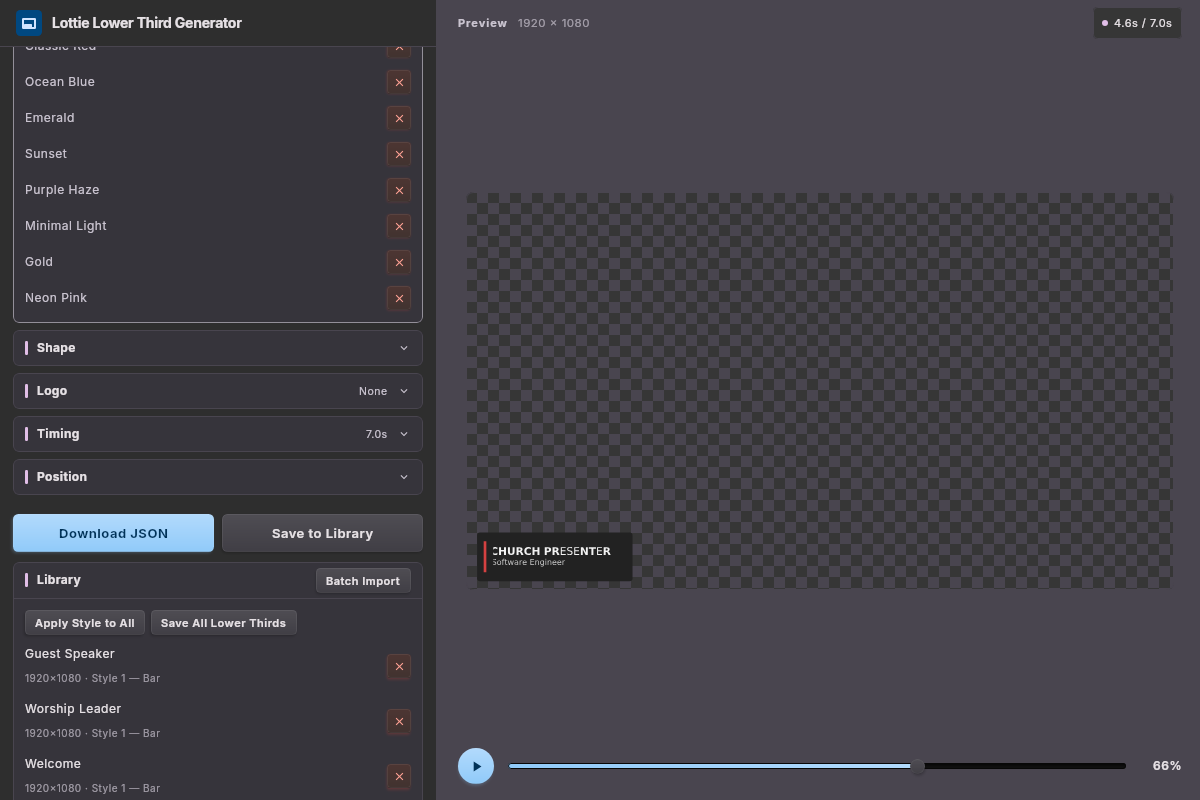 Lottie Lower Third Generator
Classic Red
Ocean Blue
Emerald
Sunset
Purple Haze
Minimal Light
Gold
Neon Pink
Shape
Logo None
Timing 7.0s
Position
Download JSON Save to Library
Library Batch Import
Apply Style to All Save All Lower Thirds
Guest Speaker
1920×1080 · Style 1 — Bar
Worship Leader
1920×1080 · Style 1 — Bar
Welcome
1920×1080 · Style 1 — Bar
Preview 1920 × 1080
4.6s / 7.0s
CHURCH PRESENTER
Software Engineer
66%